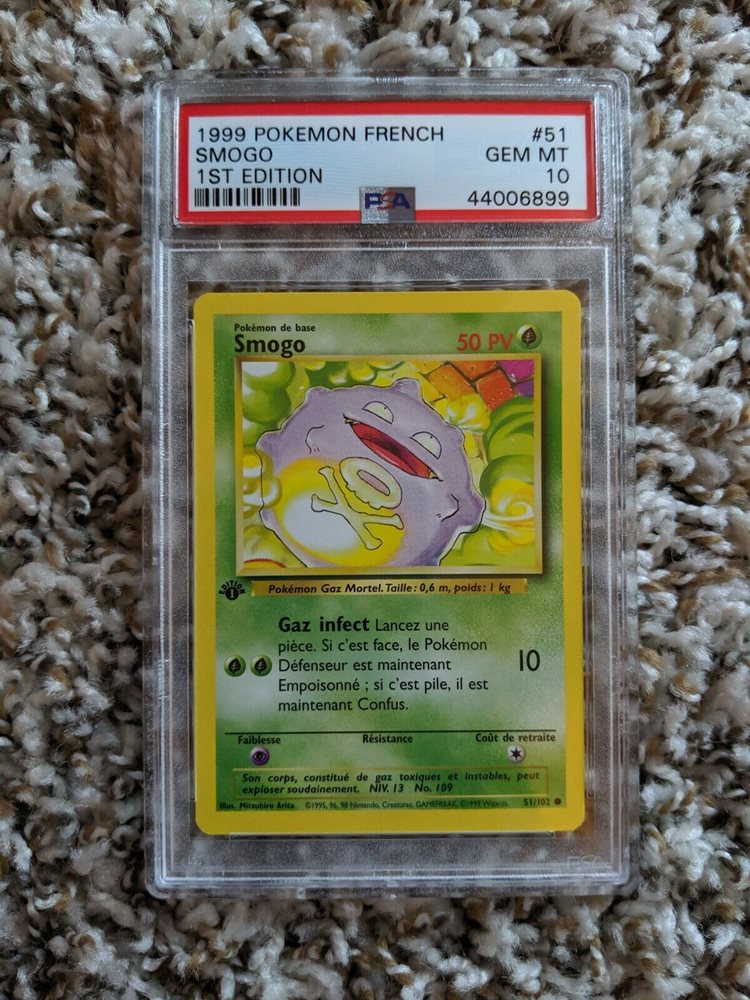 1999 POKEMON FRENCH #51
SMOGO GEM MT
1ST EDITION 10
PSA 44006899
Pokémon de base
Smogo 50 PV
EDITION 1
Pokémon Gaz Mortel. Taille : 0,6 m, poids : 1 kg
Gaz infect Lancez une
pièce. Si c'est face, le Pokémon
Défenseur est maintenant 10
Empoisonné ; si c'est pile, il est
maintenant Confus.
Faiblesse Résistance Coût de retraite
Son corps, constitué de gaz toxiques et instables, peut
exploser soudainement. NIV. 13 No. 109
Illus. Mitsuhiro Arita ©1995, 96, 98 Nintendo, Creatures, GAMEFREAK. ©1999 Wizards. 51/102
PSA